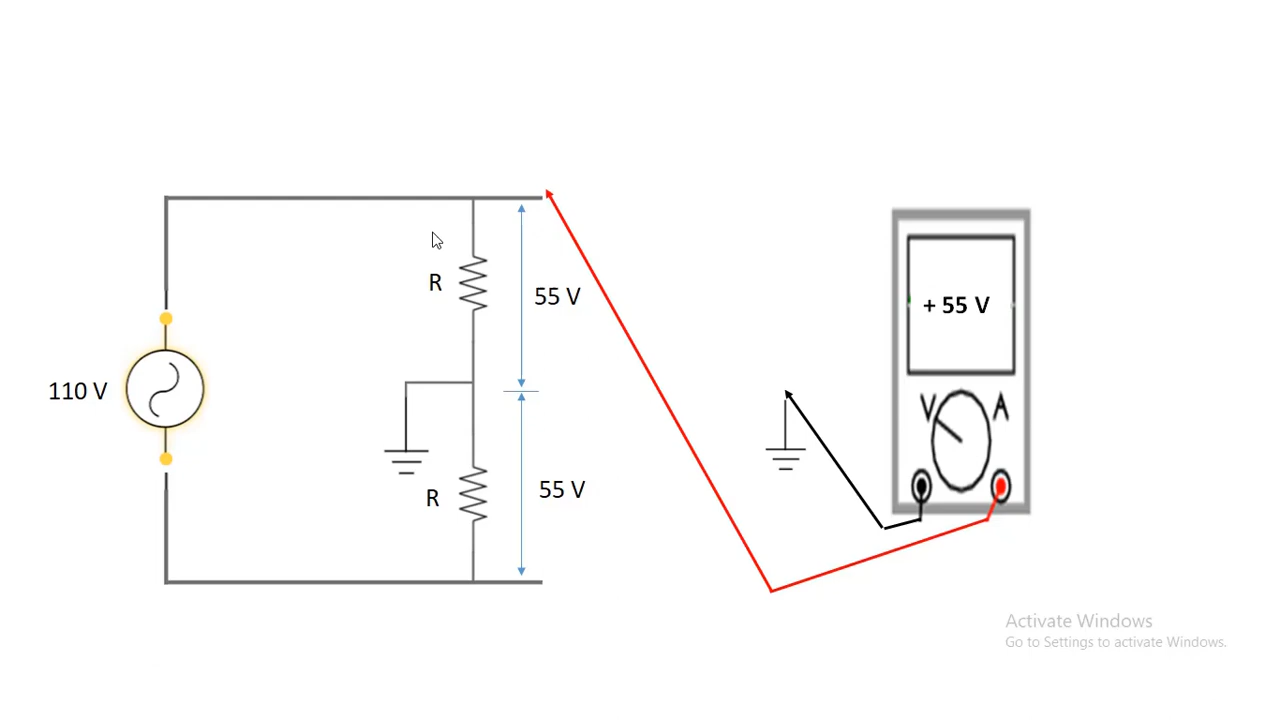 R
55 V
110 V
R
55 V
+ 55 V
V
A
Activate Windows
Go to Settings to activate Windows.